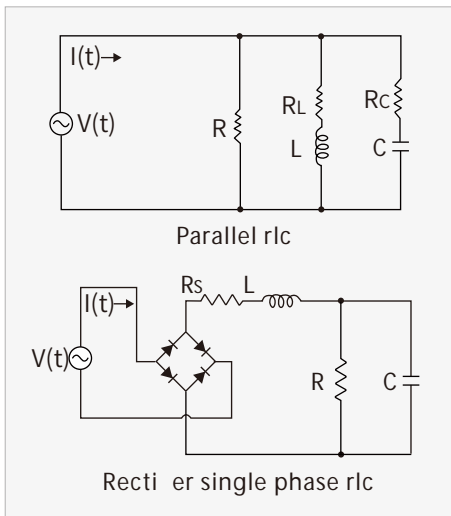 I(t)
V(t)
R
RL
L
RC
C
Parallel rlc
RS L
I(t)
V(t)
R
C
Recti er single phase rlc